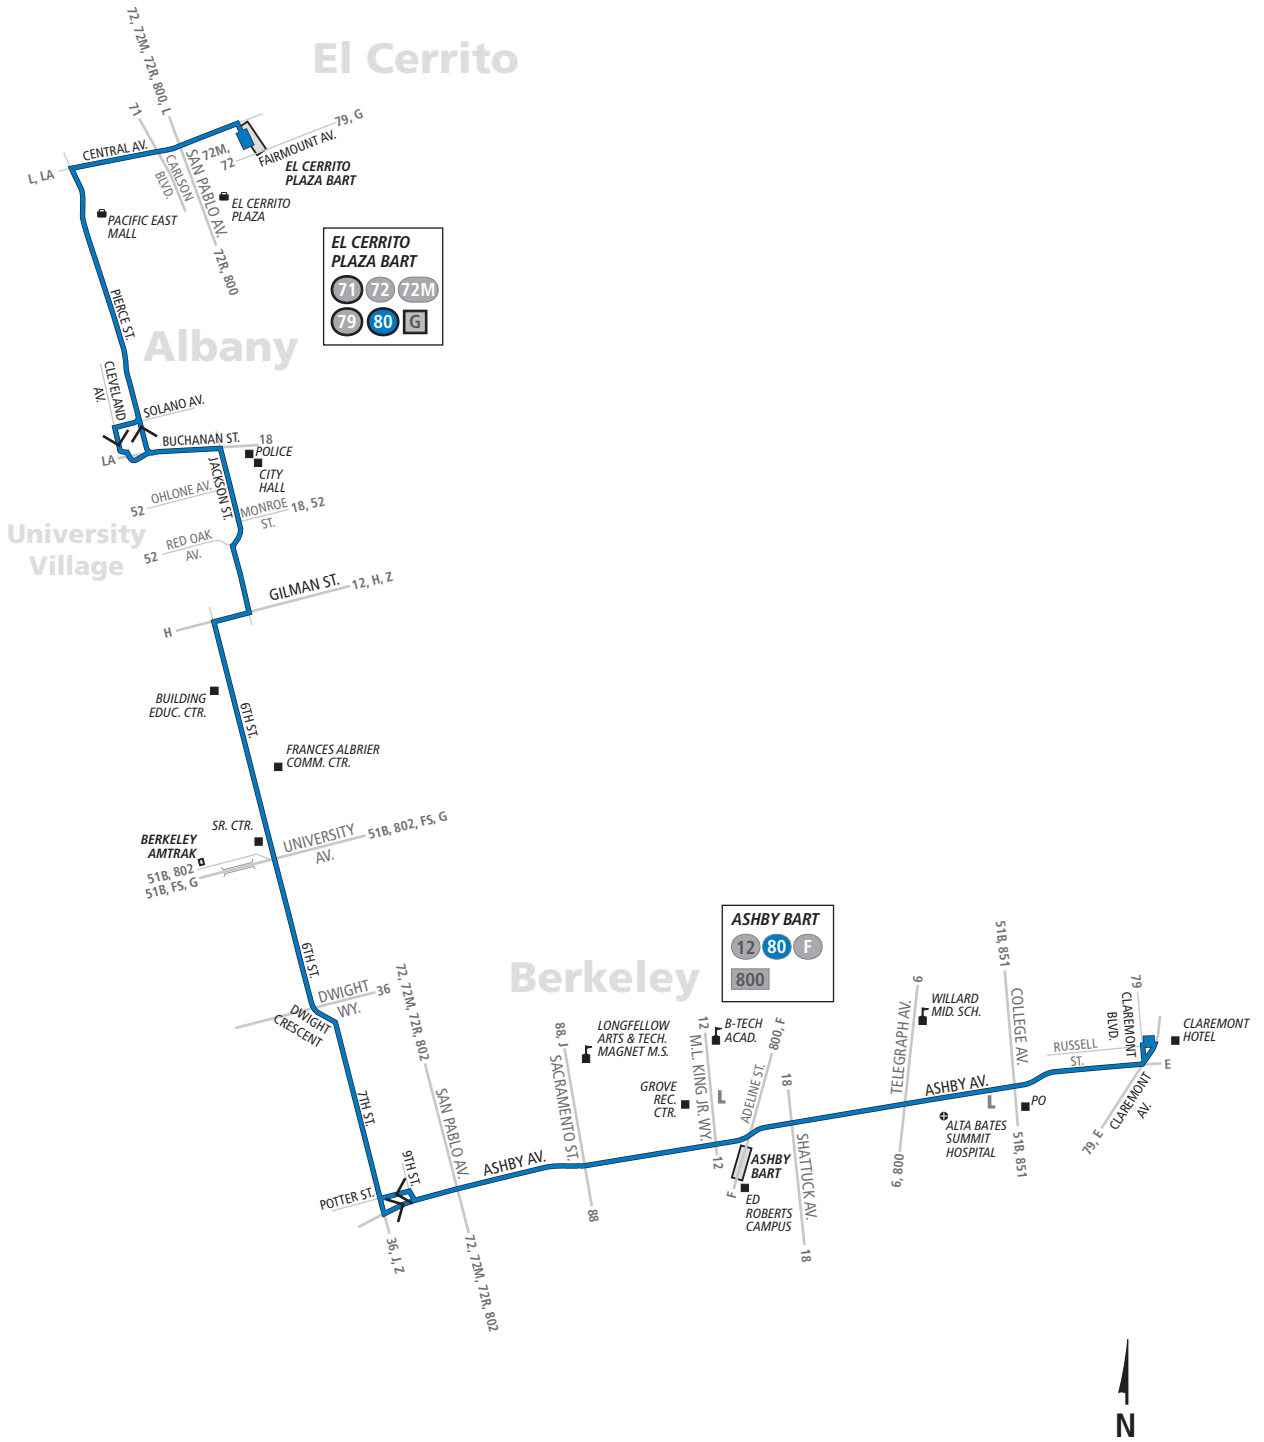 El Cerrito
72, 72M, 72R, 800, L
71
79, G
FAIRMOUNT AV.
72M,
72
CENTRAL AV.
L, LA
CARLSON
BLVD.
SAN PABLO AV.
EL CERRITO
PLAZA BART
EL CERRITO
PLAZA
PACIFIC EAST
MALL
72R, 800
EL CERRITO
PLAZA BART
71 72 72M
79 80 G
PIERCE ST.
Albany
CLEVELAND
AV.
SOLANO AV.
BUCHANAN ST.
18
LA
POLICE
CITY
HALL
JACKSON ST.
OHLONE AV.
52
MONROE
ST.
18, 52
University
Village
RED OAK
AV.
52
GILMAN ST.
12, H, Z
H
BUILDING
EDUC. CTR.
6TH ST.
FRANCES ALBRIER
COMM. CTR.
SR. CTR.
BERKELEY
AMTRAK
UNIVERSITY
AV.
51B, 802, FS, G
51B, 802
51B, FS, G
6TH ST.
DWIGHT
WY.
36
DWIGHT
CRESCENT
72, 72M, 72R, 802
Berkeley
ASHBY BART
12 80 F
800
7TH ST.
SAN PABLO AV.
9TH ST.
POTTER ST.
36, J, Z
72, 72M, 72R, 802
ASHBY AV.
88, J
SACRAMENTO ST.
88
LONGFELLOW
ARTS & TECH.
MAGNET M.S.
GROVE
REC.
CTR.
12
M.L. KING JR. WY.
12
B-TECH
ACAD.
L
800, F
ADELINE ST.
F
ASHBY
BART
ED
ROBERTS
CAMPUS
18
SHATTUCK AV.
18
6
TELEGRAPH AV.
6, 800
WILLARD
MID. SCH.
ASHBY AV.
ALTA BATES
SUMMIT
HOSPITAL
L
51B, 851
COLLEGE AV.
51B, 851
PO
RUSSELL
ST.
79
CLAREMONT
BLVD.
CLAREMONT
HOTEL
E
CLAREMONT
AV.
79, E
N